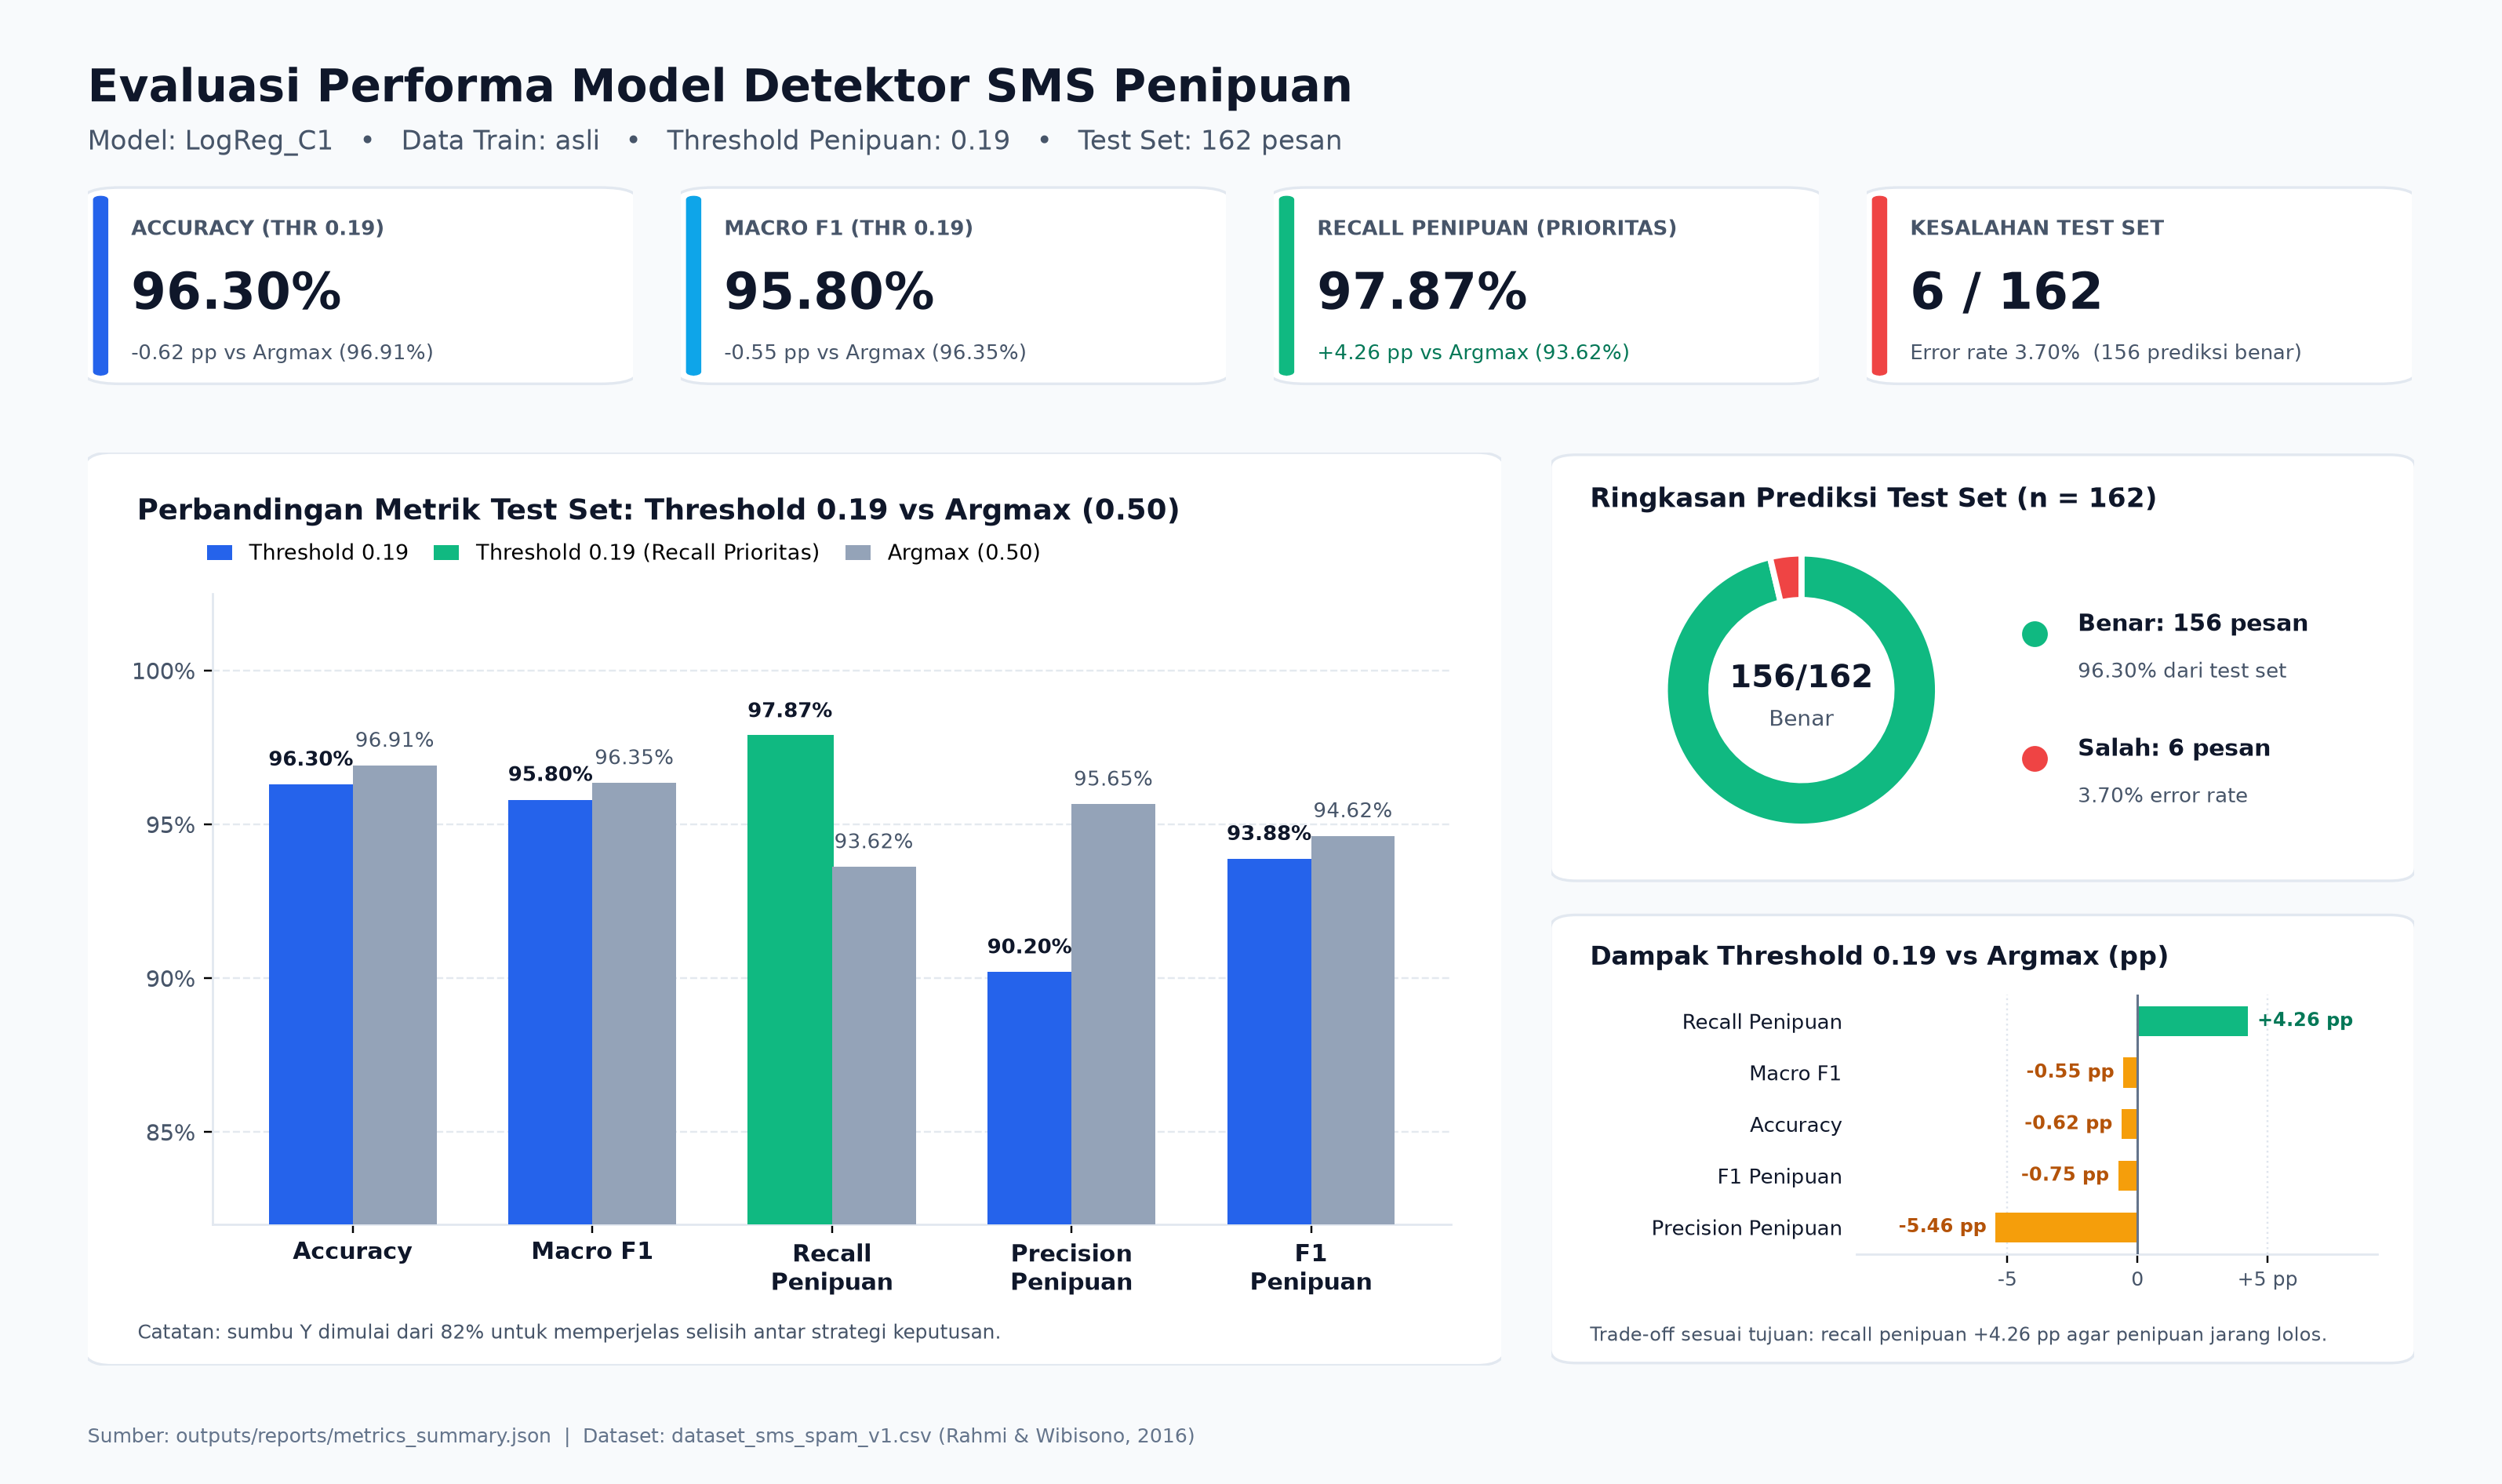 Evaluasi Performa Model Detektor SMS Penipuan
Model: LogReg_C1 • Data Train: asli • Threshold Penipuan: 0.19 • Test Set: 162 pesan
ACCURACY (THR 0.19)
96.30%
-0.62 pp vs Argmax (96.91%)
MACRO F1 (THR 0.19)
95.80%
-0.55 pp vs Argmax (96.35%)
RECALL PENIPUAN (PRIORITAS)
97.87%
+4.26 pp vs Argmax (93.62%)
KESALAHAN TEST SET
6 / 162
Error rate 3.70% (156 prediksi benar)
Perbandingan Metrik Test Set: Threshold 0.19 vs Argmax (0.50)
Threshold 0.19
Threshold 0.19 (Recall Prioritas)
Argmax (0.50)
100%
95%
90%
85%
96.30%
96.91%
95.80%
96.35%
97.87%
93.62%
90.20%
95.65%
93.88%
94.62%
Accuracy
Macro F1
Recall
Penipuan
Precision
Penipuan
F1
Penipuan
Catatan: sumbu Y dimulai dari 82% untuk memperjelas selisih antar strategi keputusan.
Ringkasan Prediksi Test Set (n = 162)
156/162
Benar
Benar: 156 pesan
96.30% dari test set
Salah: 6 pesan
3.70% error rate
Dampak Threshold 0.19 vs Argmax (pp)
Recall Penipuan
+4.26 pp
Macro F1
-0.55 pp
Accuracy
-0.62 pp
F1 Penipuan
-0.75 pp
Precision Penipuan
-5.46 pp
-5
0
+5 pp
Trade-off sesuai tujuan: recall penipuan +4.26 pp agar penipuan jarang lolos.
Sumber: outputs/reports/metrics_summary.json | Dataset: dataset_sms_spam_v1.csv (Rahmi & Wibisono, 2016)